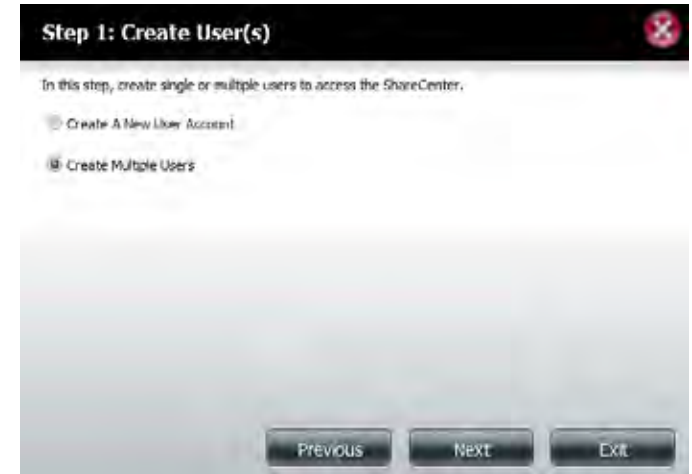 Step 1: Create User(s)
In this step, create single or multiple users to access the ShareCenter.
Create A New User Account
Create Multiple Users
Previous
Next
Exit